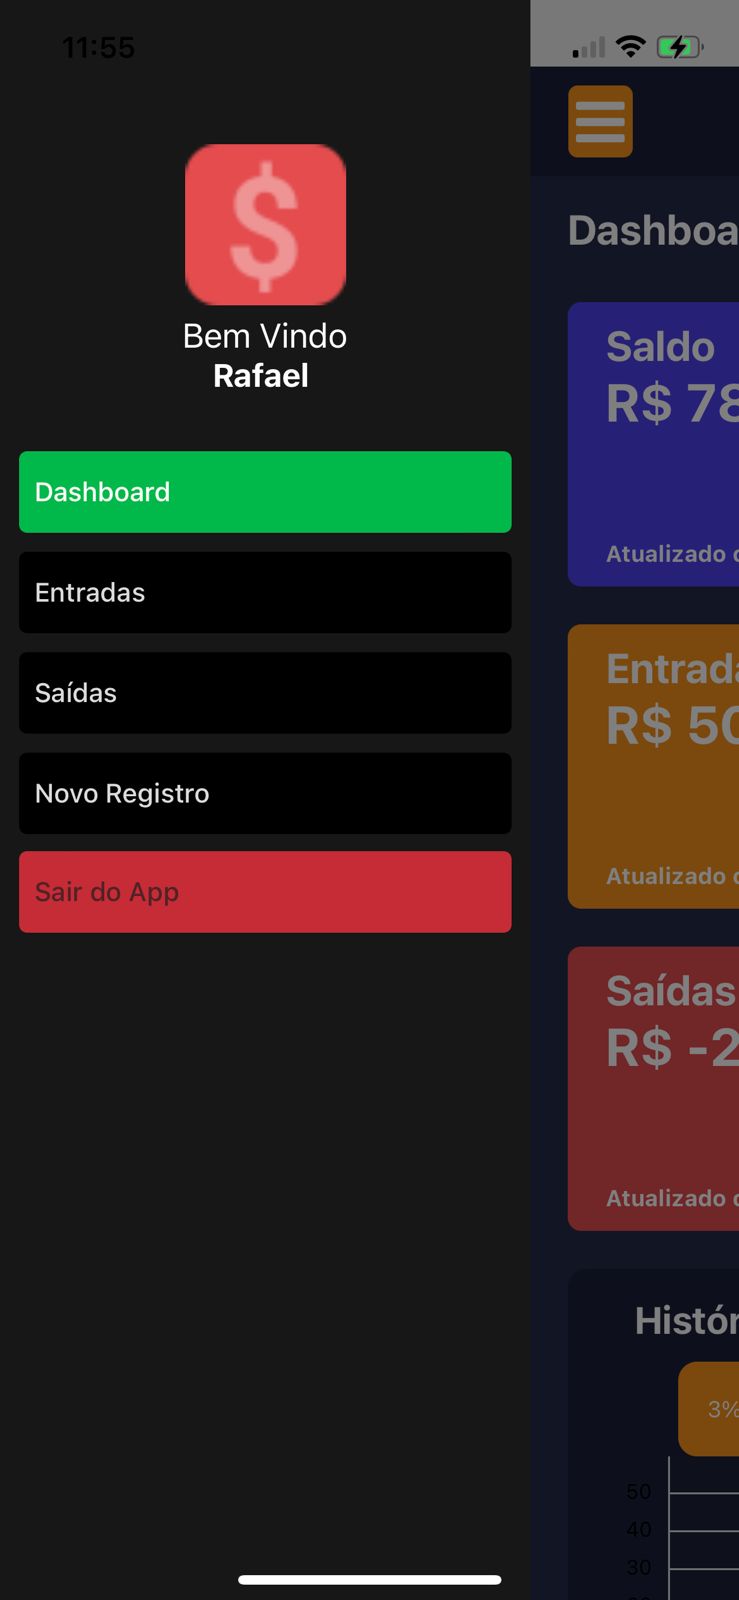 11:55
$
Bem Vindo
Rafael
Dashboard
Entradas
Saídas
Novo Registro
Sair do App
Dashboa
Saldo
R$ 78
Atualizado
Entrada
R$ 50
Atualizado
Saídas
R$ -2
Atualizado
Histór
3%
50
40
30